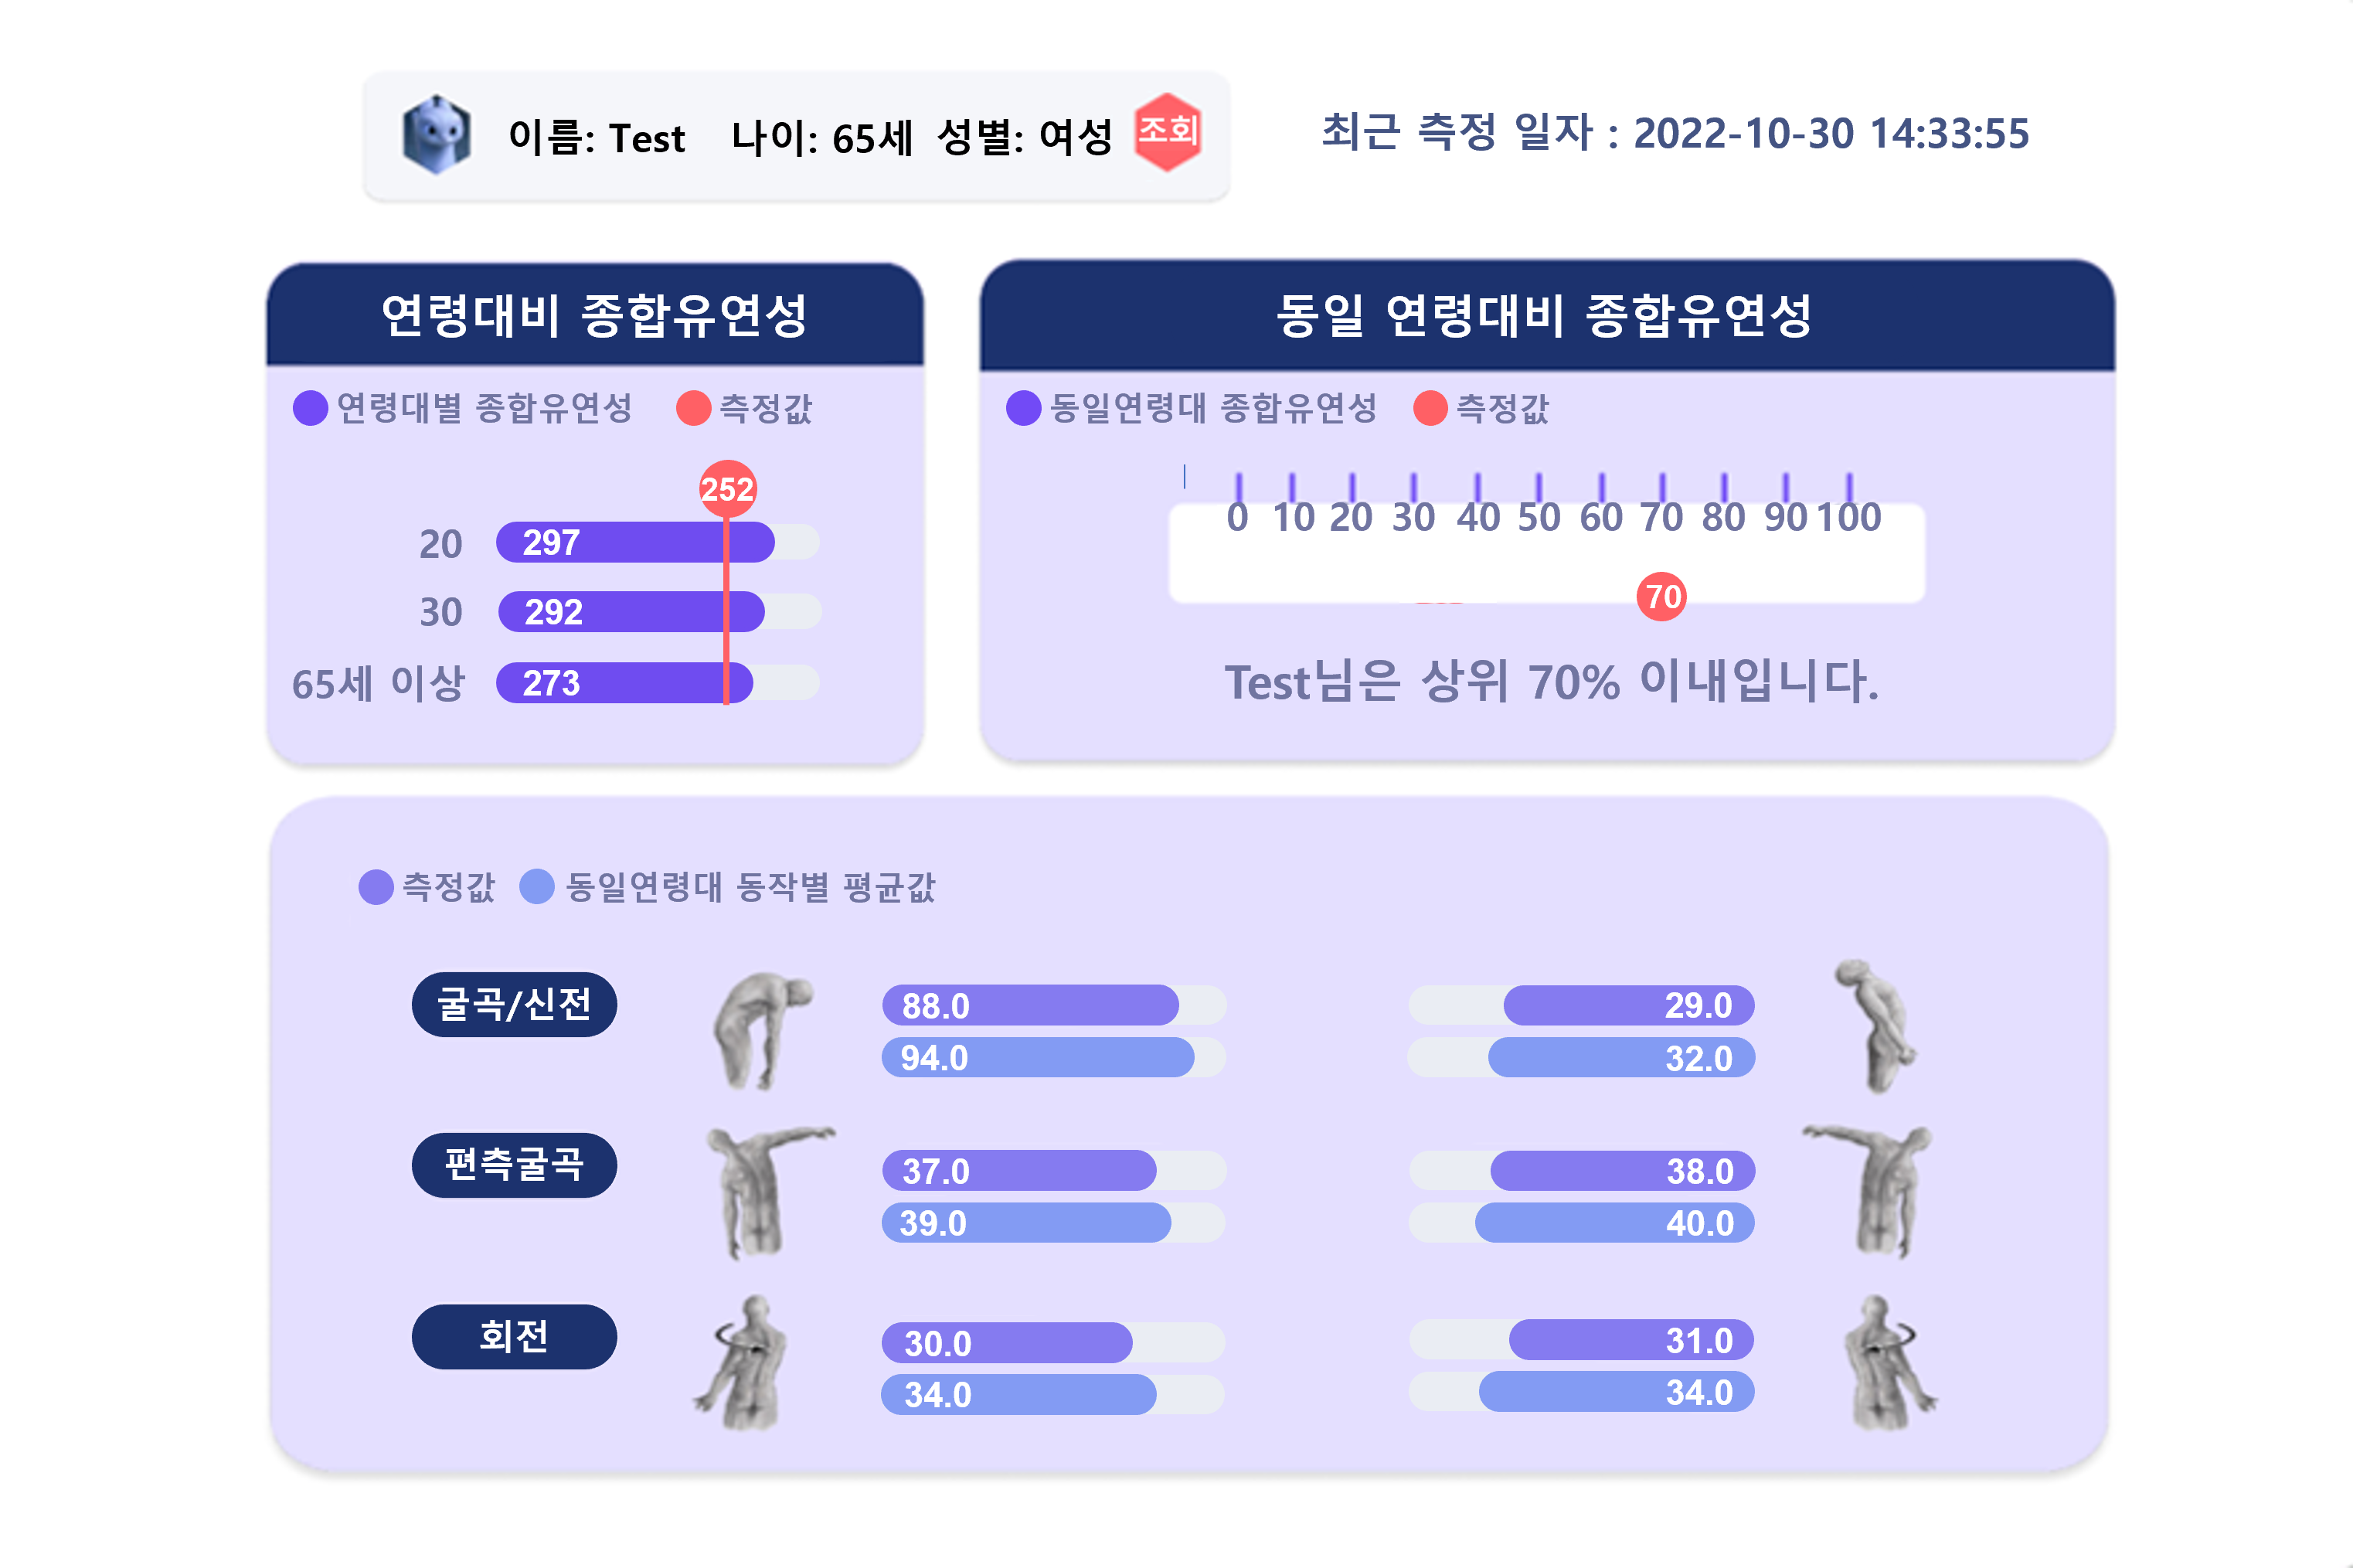 이름: Test 나이: 65세 성별: 여성 조회 최근 측정 일자 : 2022-10-30 14:33:55
연령대비 종합유연성
연령대별 종합유연성 측정값
252
20 297
30 292
65세 이상 273
동일 연령대비 종합유연성
동일연령대 종합유연성 측정값
0 10 20 30 40 50 60 70 80 90 100
70
Test님은 상위 70% 이내입니다.
측정값 동일연령대 동작별 평균값
굴곡/신전 88.0 29.0
94.0 32.0
편측굴곡 37.0 38.0
39.0 40.0
회전 30.0 31.0
34.0 34.0